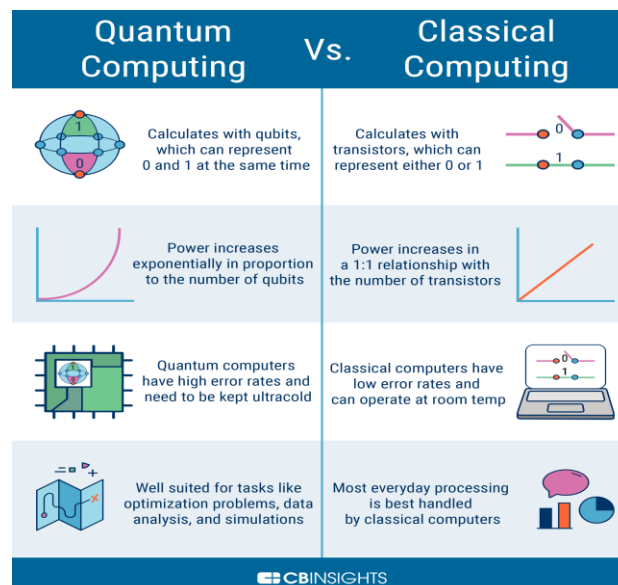 Quantum
Computing
Vs.
Classical
Computing
1
0
Calculates with qubits,
which can represent
0 and 1 at the same time
Calculates with
transistors, which can
represent either 0 or 1
0
1
Power increases
exponentially in proportion
to the number of qubits
Power increases in
a 1:1 relationship with
the number of transistors
1
0
Quantum computers
have high error rates and
need to be kept ultracold
Classical computers have
low error rates and
can operate at room temp
0
1
Well suited for tasks like
optimization problems, data
analysis, and simulations
Most everyday processing
is best handled
by classical computers
CBINSIGHTS